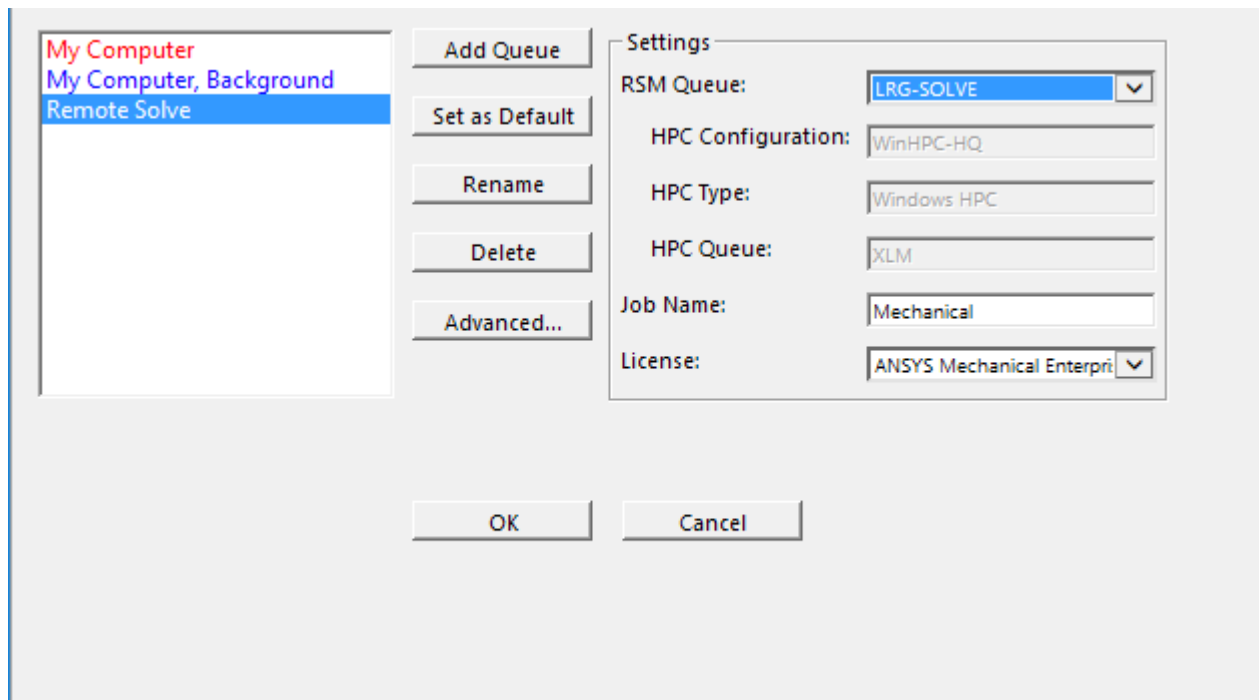 My Computer
My Computer, Background
Remote Solve
Add Queue
Set as Default
Rename
Delete
Advanced...
Settings
RSM Queue: LRG-SOLVE
HPC Configuration: WinHPC-HQ
HPC Type: Windows HPC
HPC Queue: XLM
Job Name: Mechanical
License: ANSYS Mechanical Enterpri
OK
Cancel